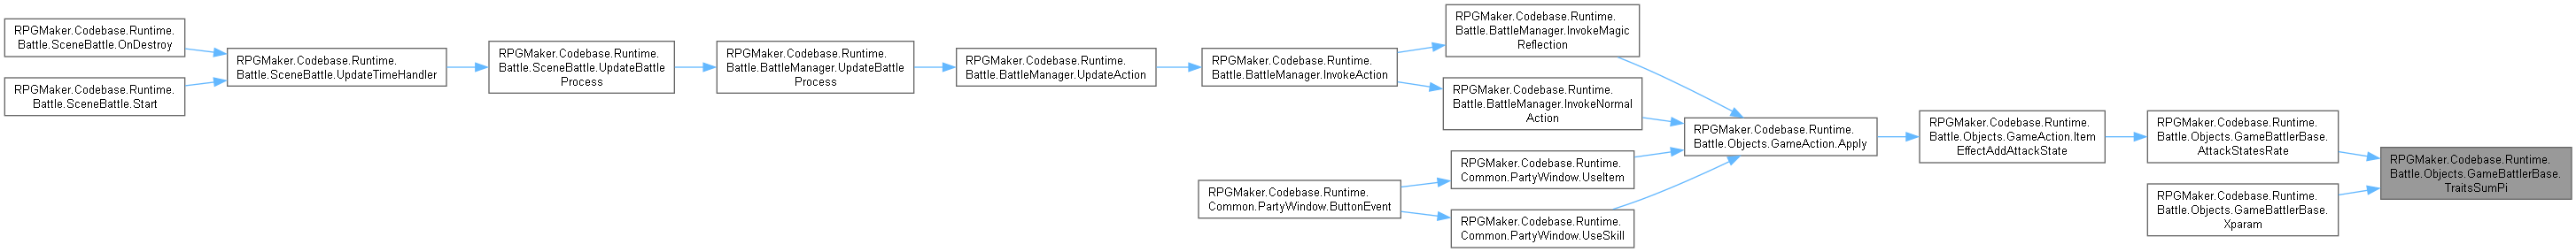 RPGMaker.Codebase.Runtime.
Battle.SceneBattle.OnDestroy
RPGMaker.Codebase.Runtime.
Battle.SceneBattle.Start
RPGMaker.Codebase.Runtime.
Battle.SceneBattle.UpdateTimeHandler
RPGMaker.Codebase.Runtime.
Battle.SceneBattle.UpdateBattle
Process
RPGMaker.Codebase.Runtime.
Battle.BattleManager.UpdateBattle
Process
RPGMaker.Codebase.Runtime.
Battle.BattleManager.UpdateAction
RPGMaker.Codebase.Runtime.
Battle.BattleManager.InvokeAction
RPGMaker.Codebase.Runtime.
Common.PartyWindow.ButtonEvent
RPGMaker.Codebase.Runtime.
Battle.BattleManager.InvokeMagic
Reflection
RPGMaker.Codebase.Runtime.
Battle.BattleManager.InvokeNormal
Action
RPGMaker.Codebase.Runtime.
Common.PartyWindow.UseItem
RPGMaker.Codebase.Runtime.
Common.PartyWindow.UseSkill
RPGMaker.Codebase.Runtime.
Battle.Objects.GameAction.Apply
RPGMaker.Codebase.Runtime.
Battle.Objects.GameAction.Item
EffectAddAttackState
RPGMaker.Codebase.Runtime.
Battle.Objects.GameBattlerBase.
AttackStatesRate
RPGMaker.Codebase.Runtime.
Battle.Objects.GameBattlerBase.
Xparam
RPGMaker.Codebase.Runtime.
Battle.Objects.GameBattlerBase.
TraitsSumPi